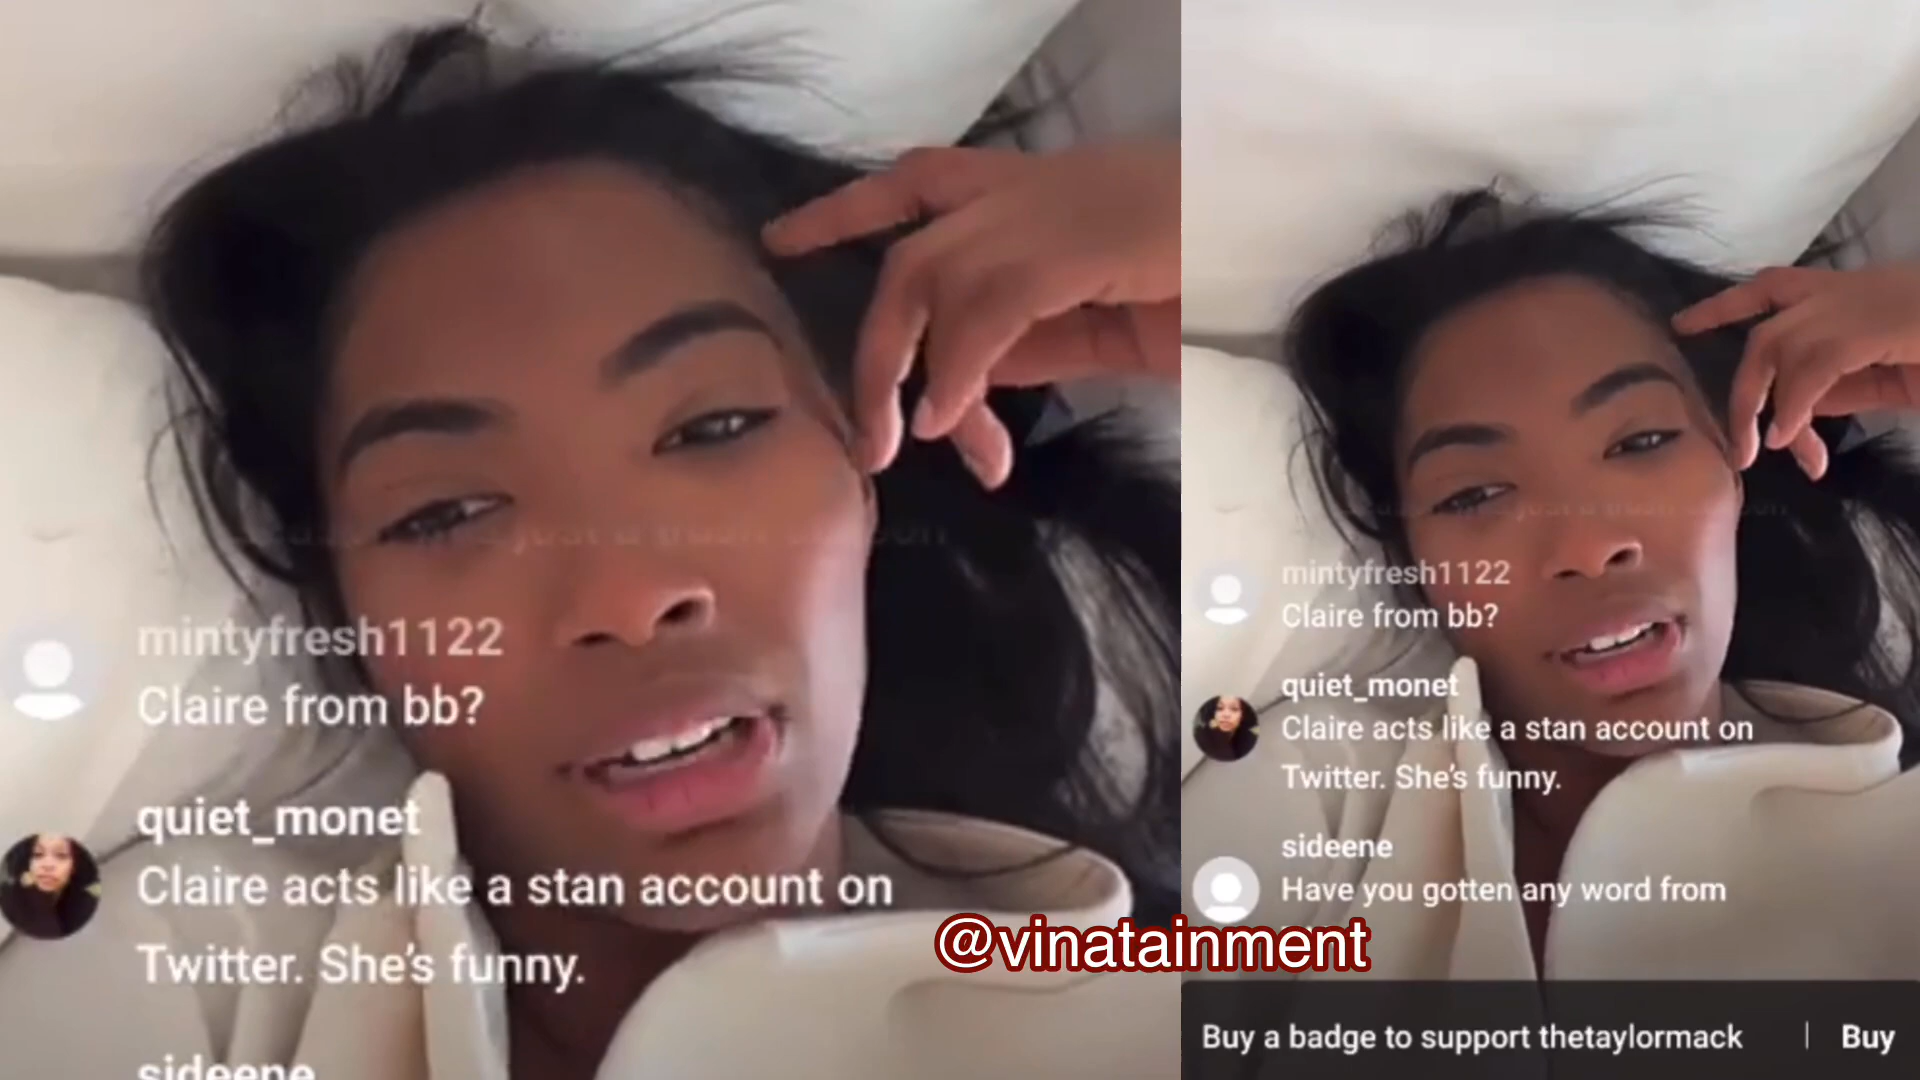 mintyfresh1122
Claire from bb?
quiet_monet
Claire acts like a stan account on
Twitter. She's funny.
sideene
mintyfresh1122
Claire from bb?
quiet_monet
Claire acts like a stan account on
Twitter. She's funny.
sideene
Have you gotten any word from
@vinatainment
Buy a badge to support thetaylormack | Buy